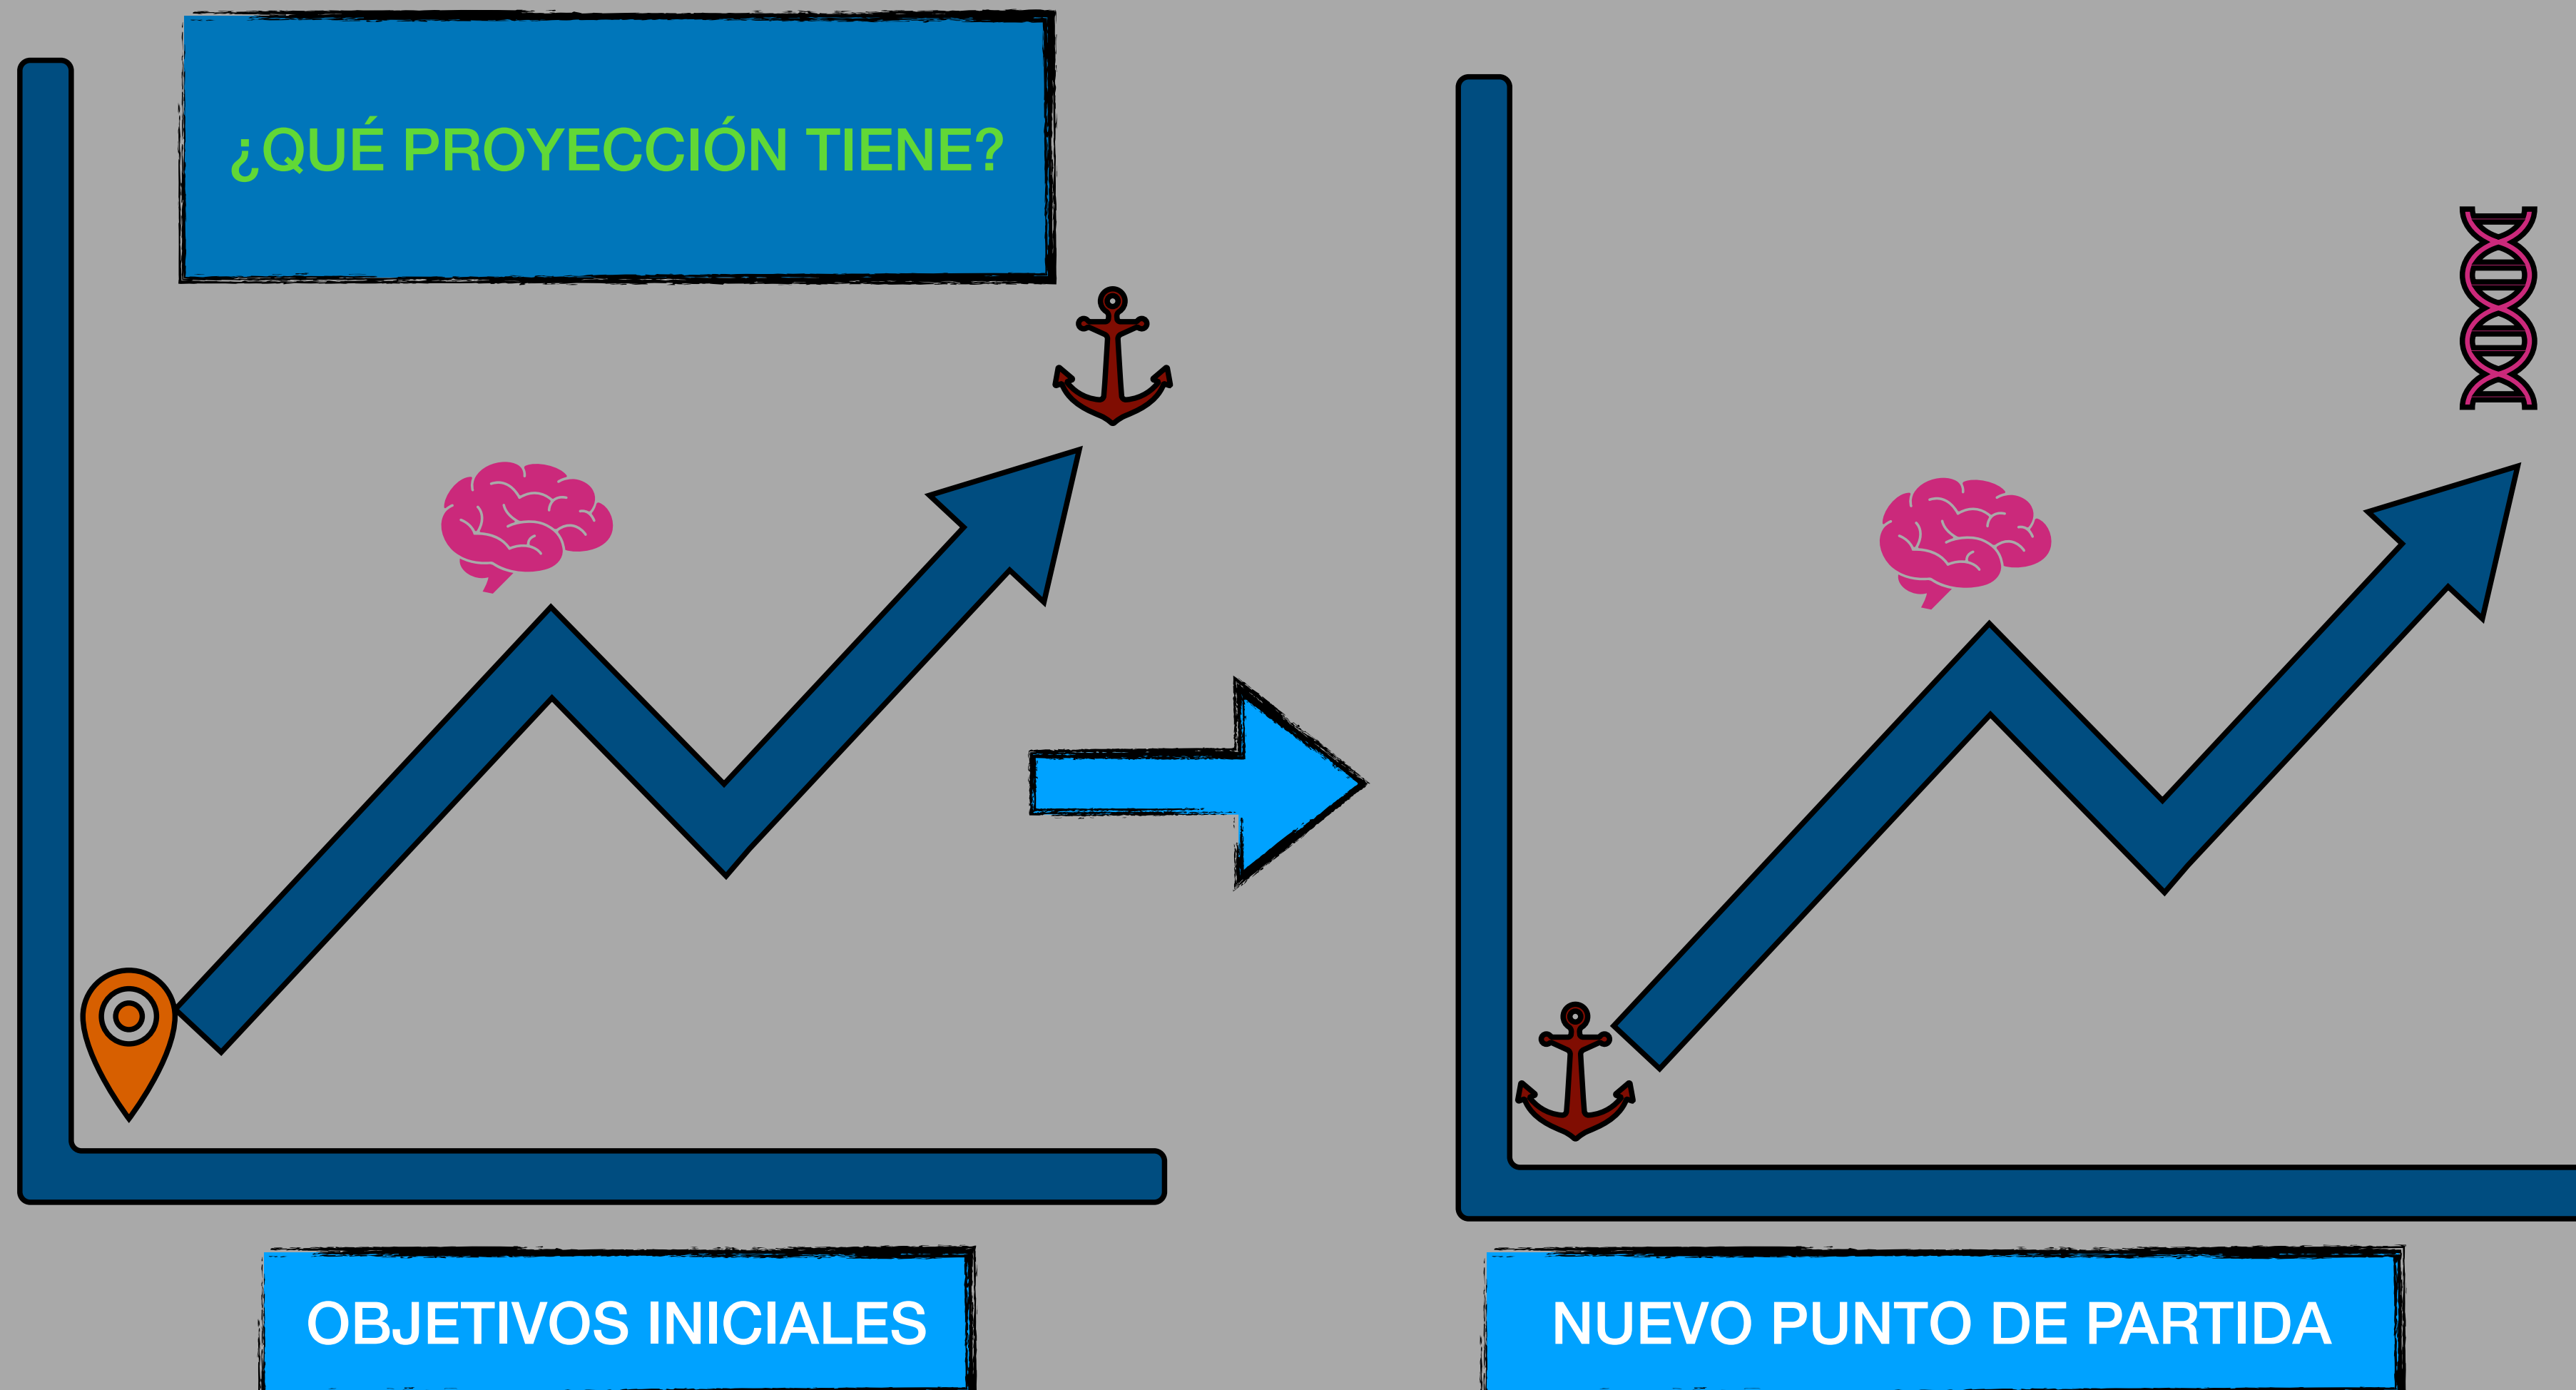 ¿QUÉ PROYECCIÓN TIENE?
OBJETIVOS INICIALES
NUEVO PUNTO DE PARTIDA